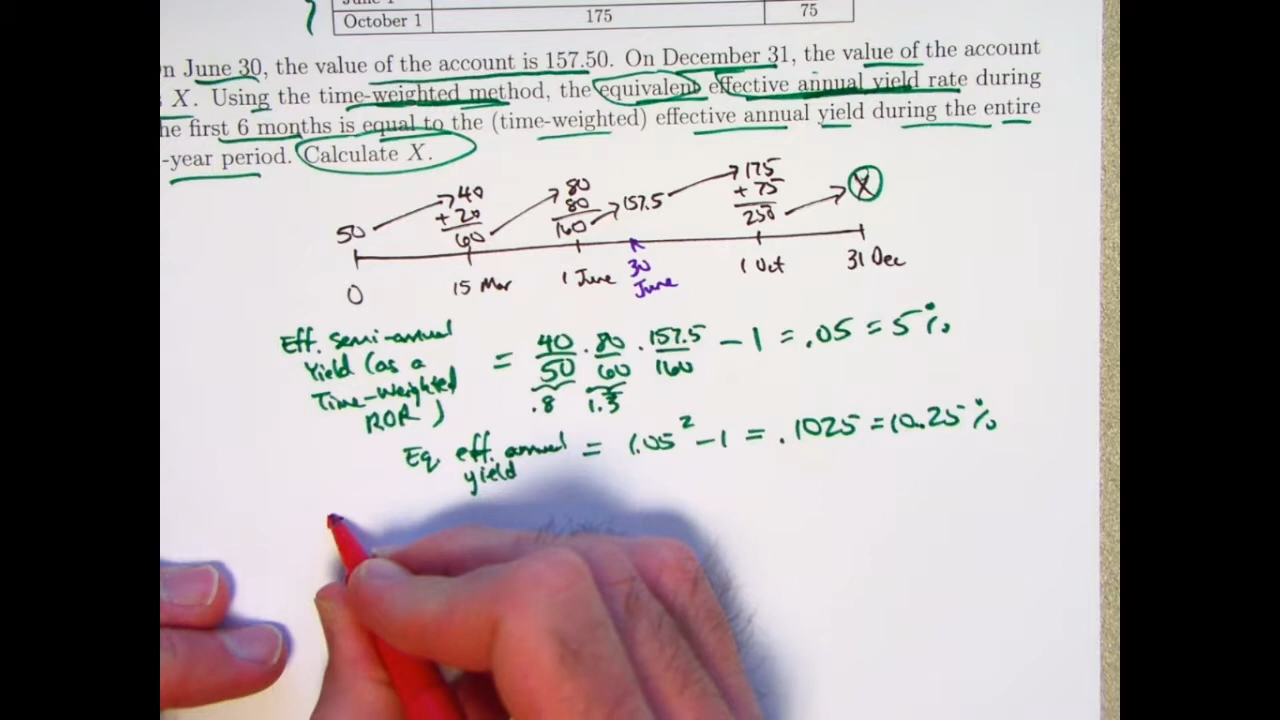 October 1 175 75
n June 30, the value of the account is 157.50. On December 31, the value of the account
X. Using the time-weighted method, the equivalent effective annual yield rate during
he first 6 months is equal to the (time-weighted) effective annual yield during the entire
-year period. Calculate X.
50 40 + 20 60 80 80 160 157.5 175 + 75 250 X
0 15 Mar 1 June 30 June 1 Oct 31 Dec
Eff. semi-annual
Yield (as a
Time-Weighted
ROR)
= 40/50 · 80/60 · 157.5/160 - 1 = .05 = 5%
.8 1.3
Eq eff. annual yield = 1.05² - 1 = .1025 = 10.25%